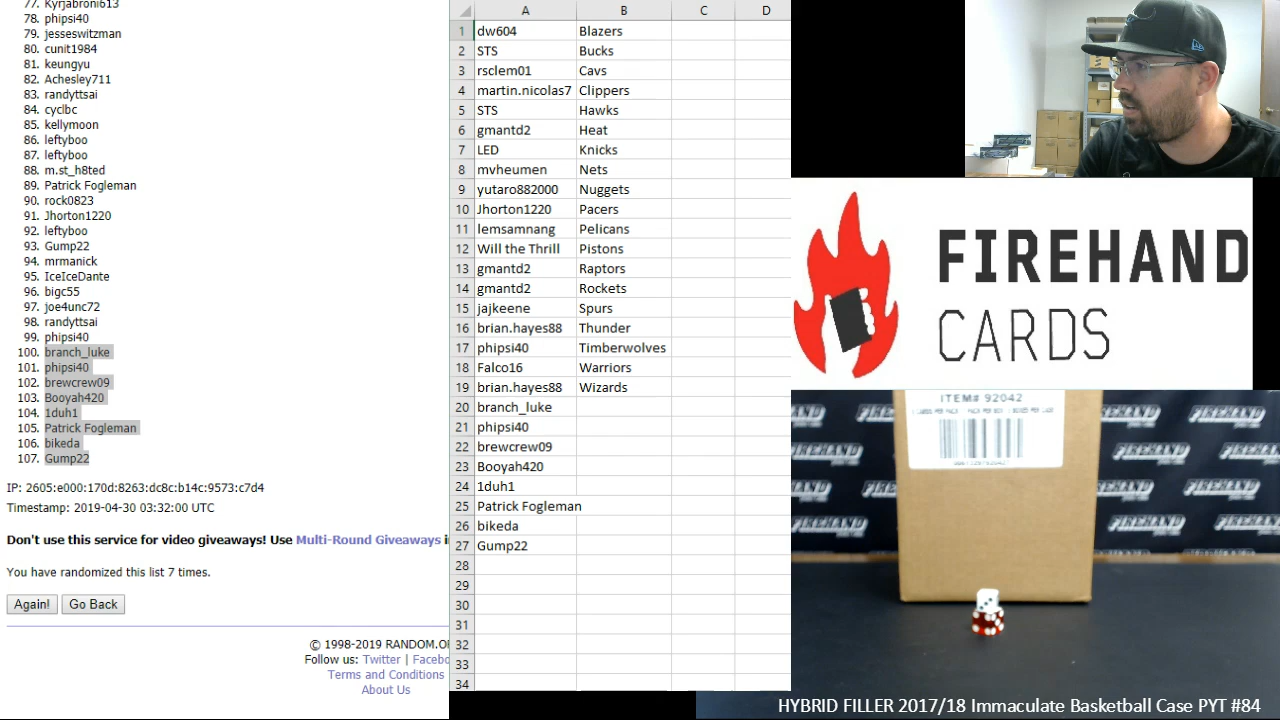 77. Kyrjabroni613
78. phipsi40
79. jesseswitzman
80. cunit1984
81. keungyu
82. Achesley711
83. randyttsai
84. cyclbc
85. kellymoon
86. leftyboo
87. leftyboo
88. m.st_h8ted
89. Patrick Fogleman
90. rock0823
91. Jhorton1220
92. leftyboo
93. Gump22
94. mrmanick
95. IceIceDante
96. bigc55
97. joe4unc72
98. randyttsai
99. phipsi40
100. branch_luke
101. phipsi40
102. brewcrew09
103. Booyah420
104. 1duh1
105. Patrick Fogleman
106. bikeda
107. Gump22
IP: 2605:e000:170d:8263:dc8c:b14c:9573:c7d4
Timestamp: 2019-04-30 03:32:00 UTC
Don't use this service for video giveaways! Use Multi-Round Giveaways i
You have randomized this list 7 times.
Again! Go Back
© 1998-2019 RANDOM.OR
Follow us: Twitter | Facebo
Terms and Conditions
About Us
A B C D
1 dw604 Blazers
2 STS Bucks
3 rsclem01 Cavs
4 martin.nicolas7 Clippers
5 STS Hawks
6 gmantd2 Heat
7 LED Knicks
8 mvheumen Nets
9 yutaro882000 Nuggets
10 Jhorton1220 Pacers
11 lemsamnang Pelicans
12 Will the Thrill Pistons
13 gmantd2 Raptors
14 gmantd2 Rockets
15 jajkeene Spurs
16 brian.hayes88 Thunder
17 phipsi40 Timberwolves
18 Falco16 Warriors
19 brian.hayes88 Wizards
20 branch_luke
21 phipsi40
22 brewcrew09
23 Booyah420
24 1duh1
25 Patrick Fogleman
26 bikeda
27 Gump22
28
29
30
31
32
33
34
FIREHAND
CARDS
ITEM# 92042
FIREHAND
HYBRID FILLER 2017/18 Immaculate Basketball Case PYT #84